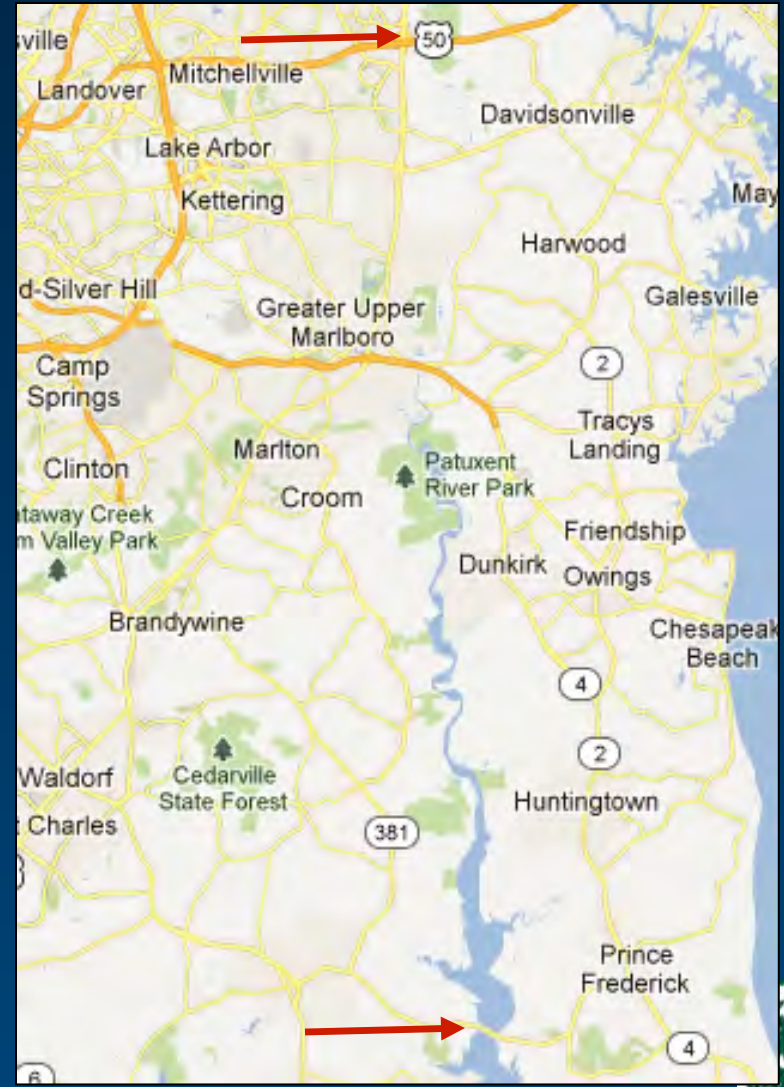 sville
50
Mitchellville
Landover
Davidsonville
Lake Arbor
Kettering
May
Harwood
d-Silver Hill
Galesville
Greater Upper
Marlboro
2
Camp
Springs
Tracys
Landing
Marlton
Clinton
Patuxent
River Park
Croom
ataway Creek
m Valley Park
Friendship
Dunkirk
Owings
Brandywine
Chesapeak
Beach
4
2
Waldorf
Cedarville
State Forest
Huntingtown
t Charles
381
Prince
Frederick
4
6